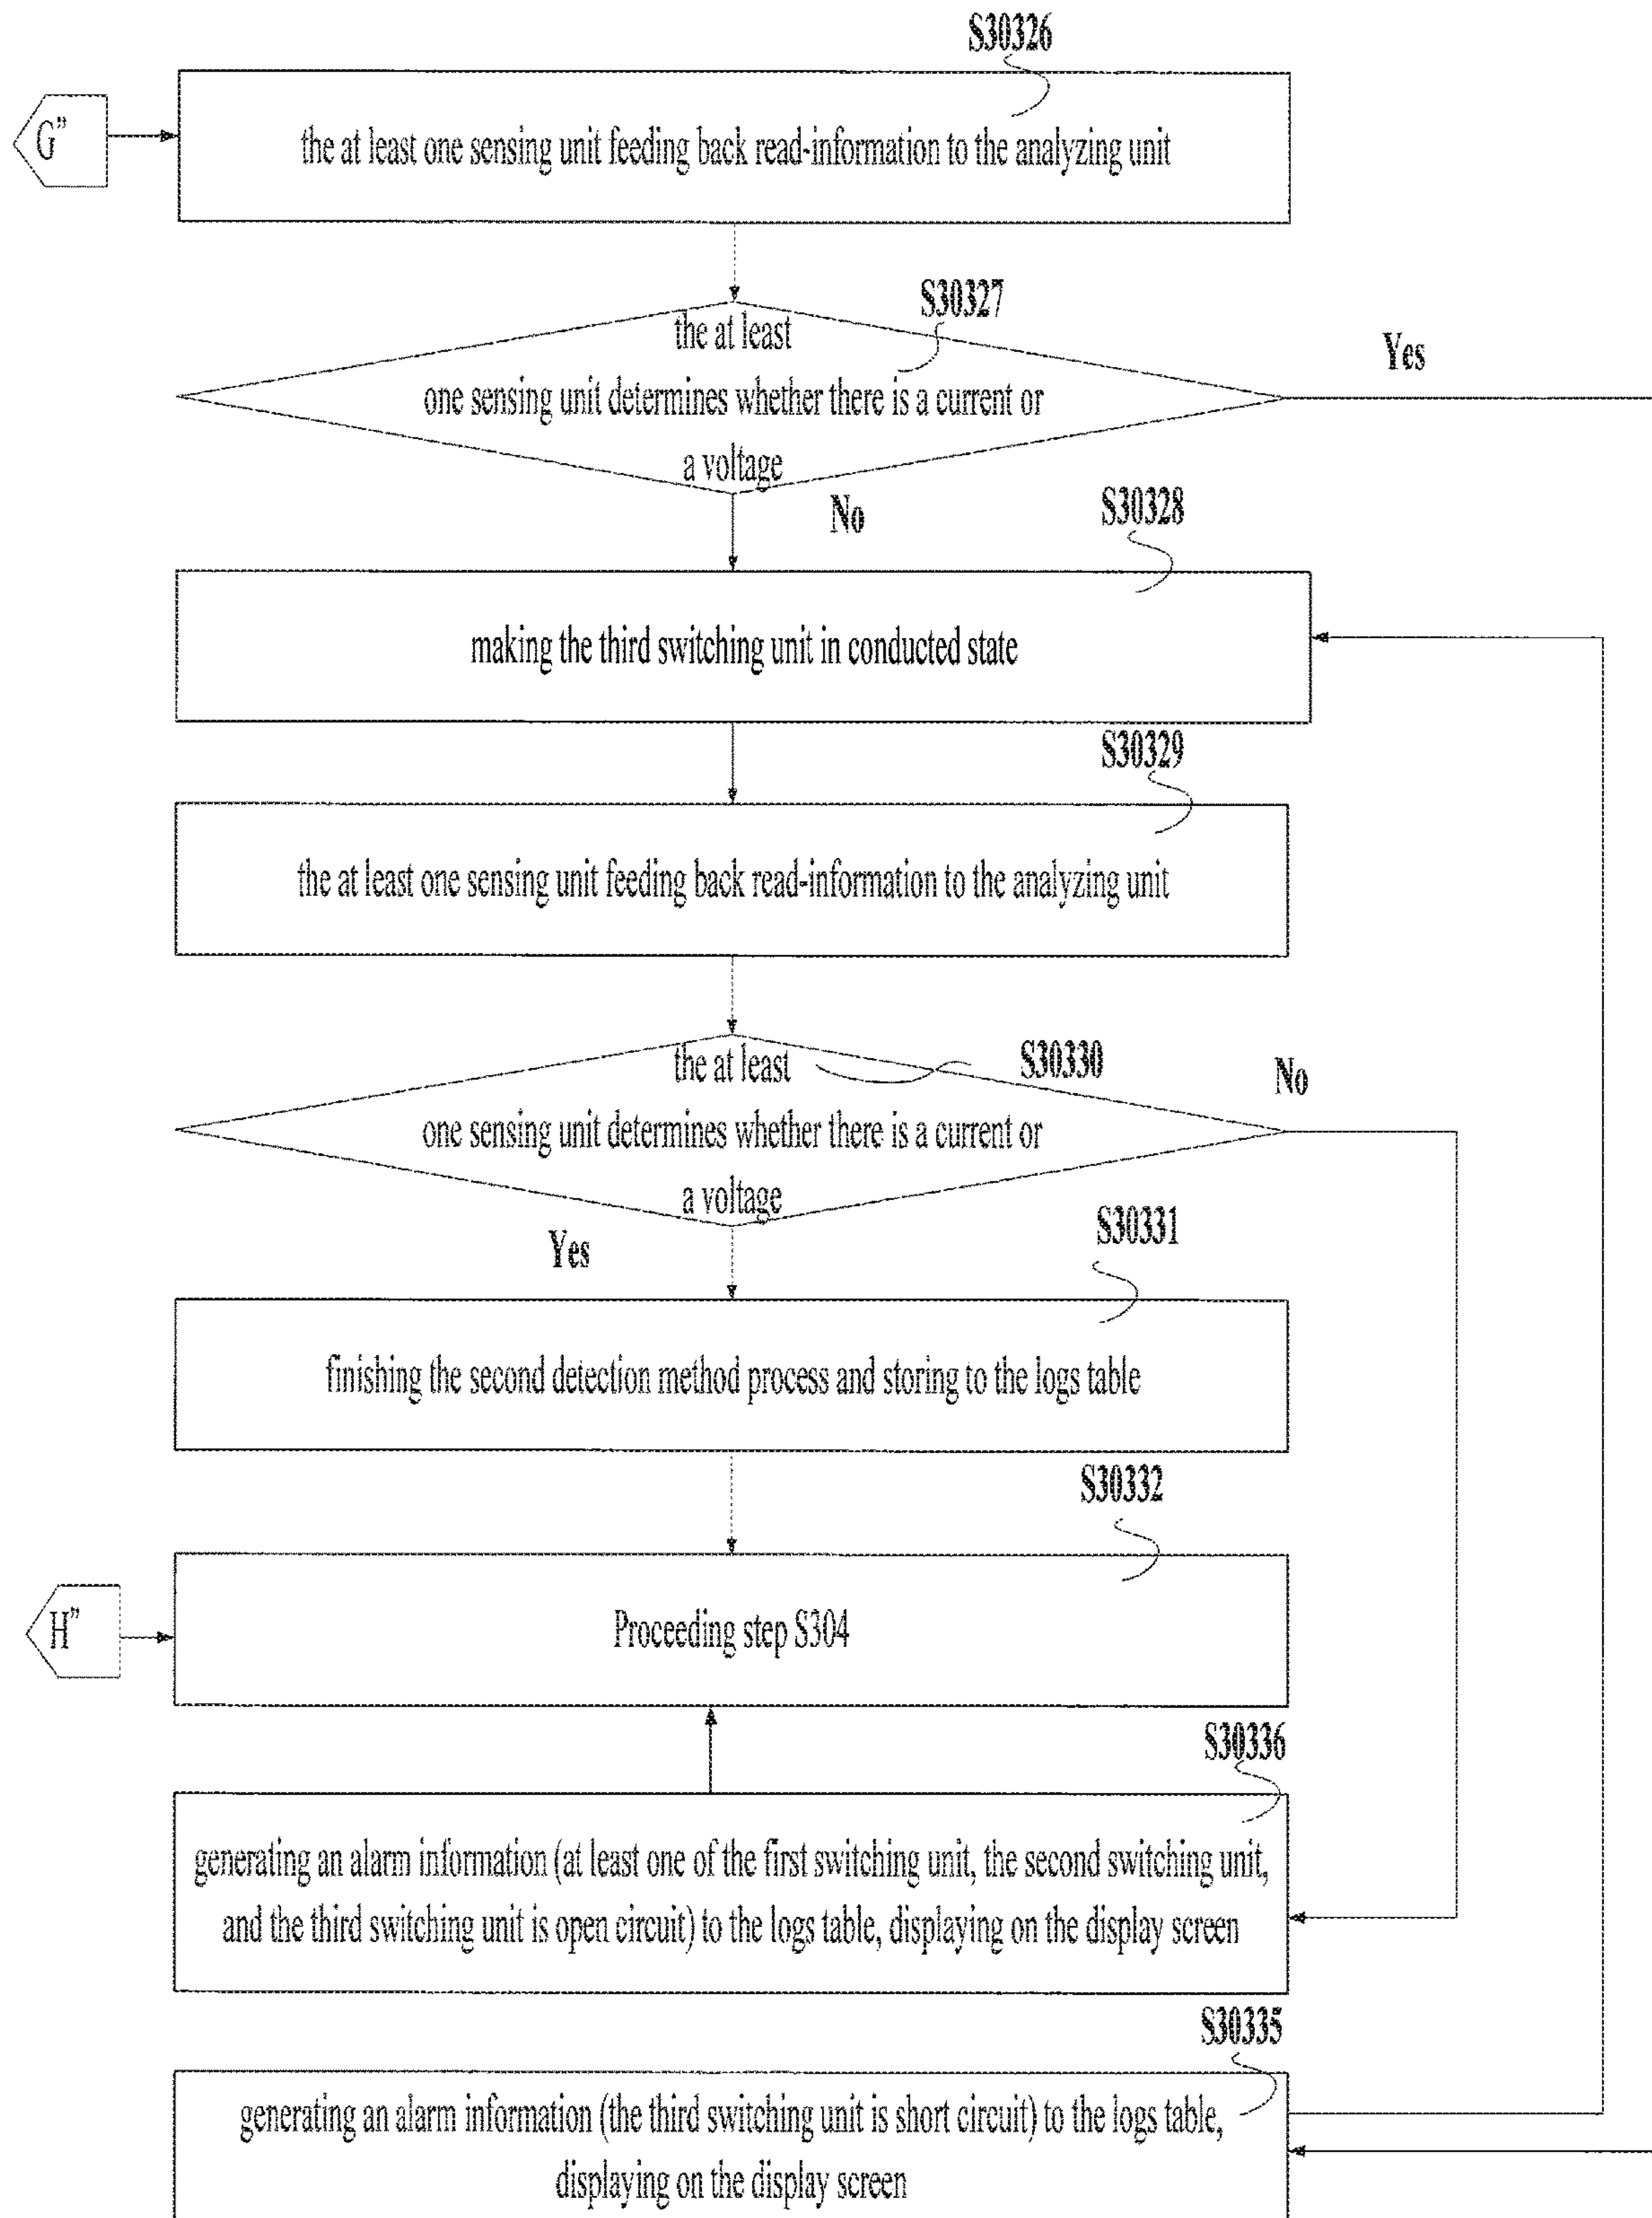 S30326
G”
the at least one sensing unit feeding back read-information to the analyzing unit
S30327
the at least
one sensing unit determines whether there is a current or
a voltage
Yes
No
S30328
making the third switching unit in conducted state
S30329
the at least one sensing unit feeding back read-information to the analyzing unit
S30330
the at least
one sensing unit determines whether there is a current or
a voltage
No
Yes
S30331
finishing the second detection method process and storing to the logs table
S30332
H”
Proceeding step S304
S30336
generating an alarm information (at least one of the first switching unit, the second switching unit,
and the third switching unit is open circuit) to the logs table, displaying on the display screen
S30335
generating an alarm information (the third switching unit is short circuit) to the logs table,
displaying on the display screen